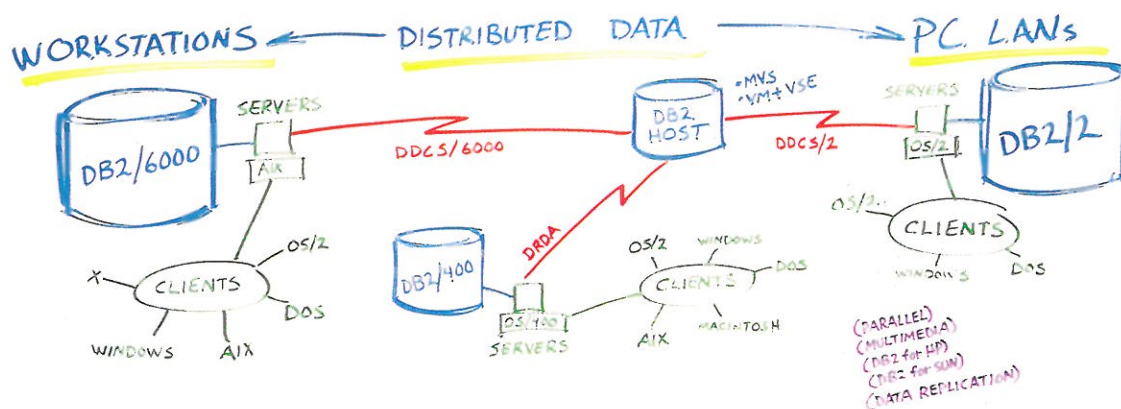 WORKSTATIONS
DISTRIBUTED DATA
PC LANs
SERVERS
DB2/6000
AIX
DDCS/6000
DB2
HOST
•MVS
•VM+VSE
DDCS/2
SERVERS
OS/2
DB2/2
CLIENTS
X
OS/2
DOS
WINDOWS
AIX
DB2/400
DRDA
OS/400
SERVERS
OS/2
WINDOWS
DOS
CLIENTS
AIX
MACINTOSH
OS/2..
CLIENTS
WINDOWS
DOS
(PARALLEL)
(MULTIMEDIA)
(DB2 for HP)
(DB2 for SUN)
(DATA REPLICATION)